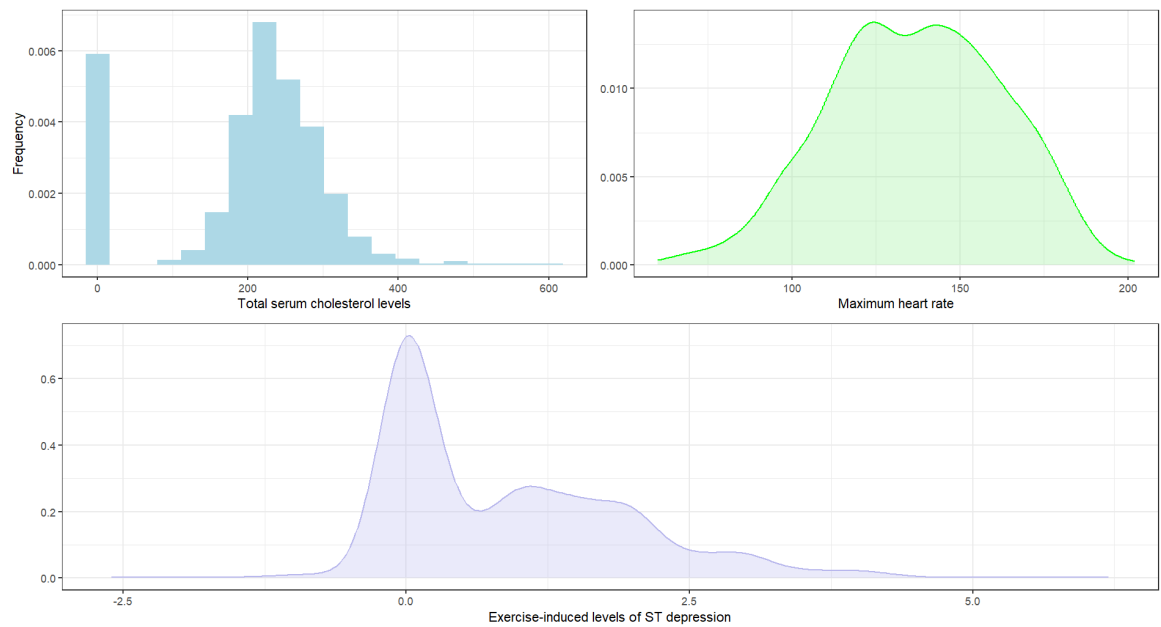 Frequency
0.006
0.004
0.002
0.000
0 200 400 600
Total serum cholesterol levels
0.010
0.005
0.000
100 150 200
Maximum heart rate
0.6
0.4
0.2
0.0
-2.5 0.0 2.5 5.0
Exercise-induced levels of ST depression